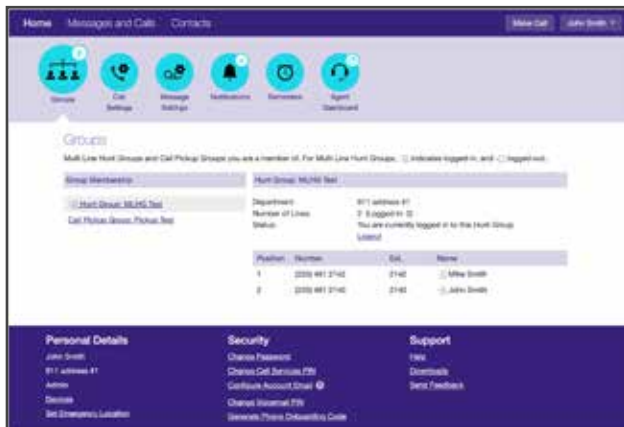 Home Messages and Calls Contacts Make Call John Smith
Groups
Call Settings
Message Settings
Notifications
Reminders
Agent Dashboard
Groups
Multi Line Hunt Groups and Call Pickup Groups you are a member of. For Multi Line Hunt Groups, indicates logged in, and logged out.
Group Membership
Hunt Group: MLHG Test
Call Pickup Group: Pickup Test
Hunt Group: MLHG Test
Department: 911 address #1
Number of Lines: 2 (Logged in:
Status: You are currently logged in to this Hunt Group.
Logout
Position Number Ext. Name
1 2142 Mike Smith
2 John Smith
Personal Details
John Smith
911 address #1
Admin
Devices
Set Emergency Location
Security
Change Password
Change Call Services PIN
Configure Account Email
Change Voicemail PIN
Generate Phone Onboarding Code
Support
Help
Downloads
Send Feedback